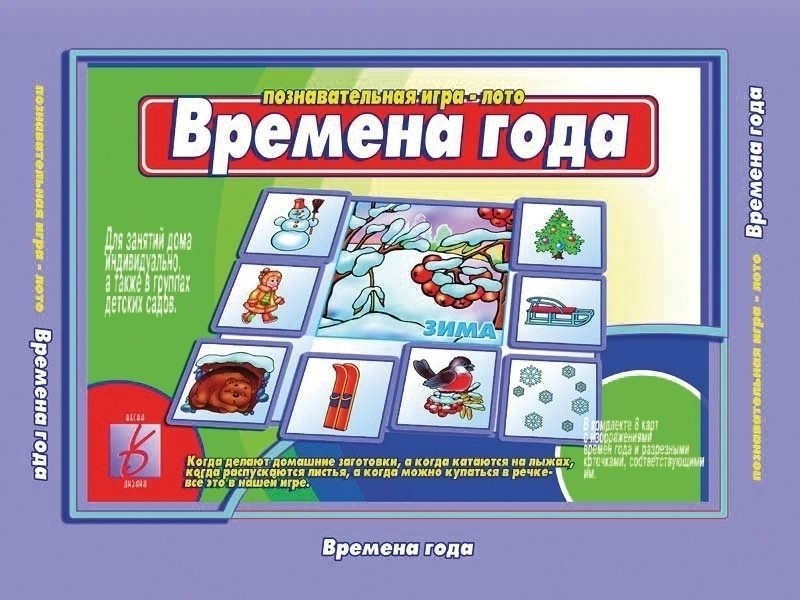 познавательная игра - лото
Времена года
Для занятий дома
индивидуально,
а также в группах
детских садов.
ЗИМА
весна
дизайн
Когда делают домашние заготовки, а когда катаются на лыжах,
когда распускаются листья, а когда можно купаться в речке-
все это в нашей игре.
В комплекте 8 карт
с изображениями
времен года и разрезными
карточками, соответствующими
им.
познавательная игра - лото
Времена года
познавательная игра - лото
Времена года
Времена года